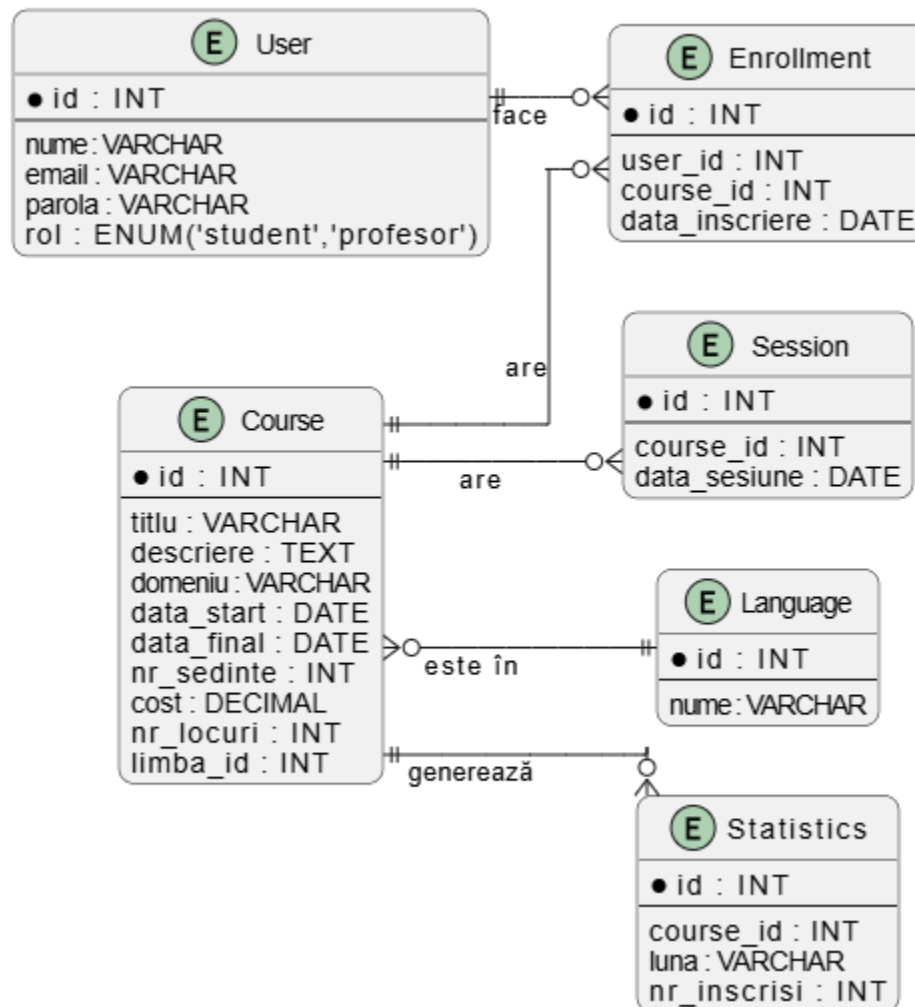 E User
● id : INT
nume : VARCHAR
email : VARCHAR
parola : VARCHAR
rol : ENUM('student','profesor')
face
E Enrollment
● id : INT
user_id : INT
course_id : INT
data_inscriere : DATE
are
E Session
● id : INT
course_id : INT
data_sesiune : DATE
are
E Course
● id : INT
titlu : VARCHAR
descriere : TEXT
domeniu : VARCHAR
data_start : DATE
data_final : DATE
nr_sedinte : INT
cost : DECIMAL
nr_locuri : INT
limba_id : INT
este în
E Language
● id : INT
nume : VARCHAR
generează
E Statistics
● id : INT
course_id : INT
luna : VARCHAR
nr_inscrisi : INT